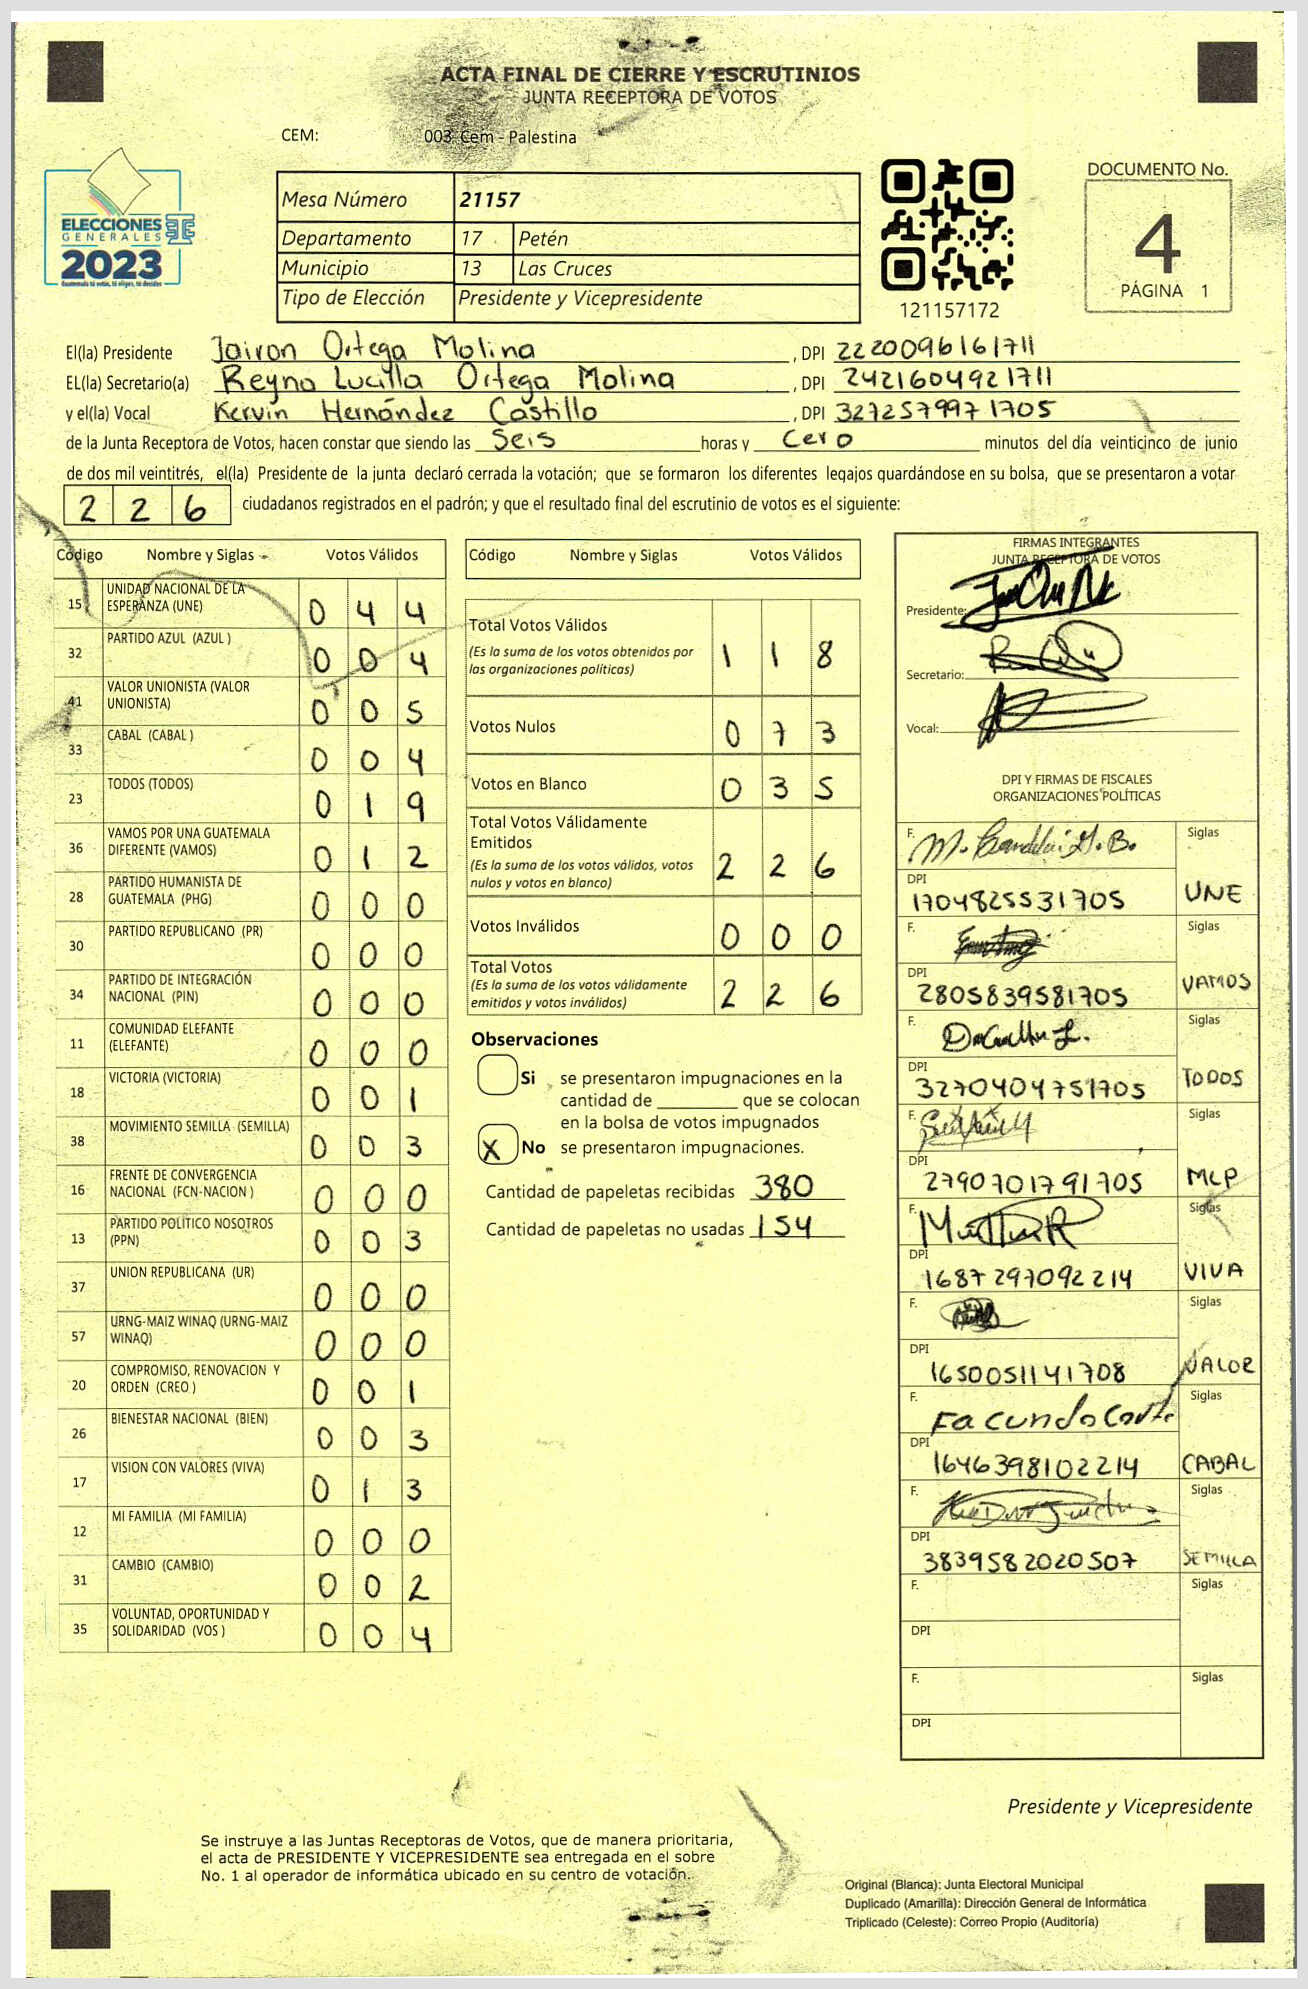 ACTA FINAL DE CIERRE Y ESCRUTINIOS
JUNTA RECEPTORA DE VOTOS
CEM: 003 Cem - Palestina
ELECCIONES
GENERALES
2023
Guatemala tú votas, tú eliges, tú decides
Mesa Número 21157
Departamento 17 Petén
Municipio 13 Las Cruces
Tipo de Elección Presidente y Vicepresidente
121157172
DOCUMENTO No.
4
PÁGINA 1
El(la) Presidente Jairon Ortega Molina , DPI 2220096161711
EL(la) Secretario(a) Reyna Lucilla Ortega Molina , DPI 2421604921711
y el(la) Vocal Kervin Hernández Castillo , DPI 3272579971705
de la Junta Receptora de Votos, hacen constar que siendo las Seis horas y Cero minutos del día veinticinco de junio
de dos mil veintitrés, el(la) Presidente de la junta declaró cerrada la votación; que se formaron los diferentes legajos quardándose en su bolsa, que se presentaron a votar
226 ciudadanos registrados en el padrón; y que el resultado final del escrutinio de votos es el siguiente:
Código Nombre y Siglas Votos Válidos
15 UNIDAD NACIONAL DE LA ESPERANZA (UNE) 0 4 4
32 PARTIDO AZUL (AZUL ) 0 0 4
41 VALOR UNIONISTA (VALOR UNIONISTA) 0 0 5
33 CABAL (CABAL ) 0 0 4
23 TODOS (TODOS) 0 1 9
36 VAMOS POR UNA GUATEMALA DIFERENTE (VAMOS) 0 1 2
28 PARTIDO HUMANISTA DE GUATEMALA (PHG) 0 0 0
30 PARTIDO REPUBLICANO (PR) 0 0 0
34 PARTIDO DE INTEGRACIÓN NACIONAL (PIN) 0 0 0
11 COMUNIDAD ELEFANTE (ELEFANTE) 0 0 0
18 VICTORIA (VICTORIA) 0 0 1
38 MOVIMIENTO SEMILLA (SEMILLA) 0 0 3
16 FRENTE DE CONVERGENCIA NACIONAL (FCN-NACION ) 0 0 0
13 PARTIDO POLÍTICO NOSOTROS (PPN) 0 0 3
37 UNION REPUBLICANA (UR) 0 0 0
57 URNG-MAIZ WINAQ (URNG-MAIZ WINAQ) 0 0 0
20 COMPROMISO, RENOVACION Y ORDEN (CREO ) 0 0 1
26 BIENESTAR NACIONAL (BIEN) 0 0 3
17 VISION CON VALORES (VIVA) 0 1 3
12 MI FAMILIA (MI FAMILIA) 0 0 0
31 CAMBIO (CAMBIO) 0 0 2
35 VOLUNTAD, OPORTUNIDAD Y SOLIDARIDAD (VOS ) 0 0 4
Código Nombre y Siglas Votos Válidos
Total Votos Válidos 1 1 8
(Es la suma de los votos obtenidos por
las organizaciones políticas)
Votos Nulos 0 7 3
Votos en Blanco 0 3 5
Total Votos Válidamente
Emitidos 2 2 6
(Es la suma de los votos válidos, votos
nulos y votos en blanco)
Votos Inválidos 0 0 0
Total Votos 2 2 6
(Es la suma de los votos válidamente
emitidos y votos inválidos)
Observaciones
Si se presentaron impugnaciones en la
cantidad de ________ que se colocan
en la bolsa de votos impugnados
X No se presentaron impugnaciones.
Cantidad de papeletas recibidas 380
Cantidad de papeletas no usadas 154
FIRMAS INTEGRANTES
JUNTA RECEPTORA DE VOTOS
Presidente:
Secretario:
Vocal:
DPI Y FIRMAS DE FISCALES
ORGANIZACIONES POLÍTICAS
F. Siglas
DPI 1704825531705 UNE
F. Siglas
DPI 2805839581705 VAMOS
F. Siglas
DPI 3270404751705 TODOS
F. Siglas
DPI 2790701791705 MLP
F. Siglas
DPI 1687297092214 VIVA
F. Siglas
DPI 1650051141708 VALOR
F. Facundo Siglas
DPI 1646398102214 CABAL
F. Siglas
DPI 3839582020507 SEMILLA
F. Siglas
DPI
F. Siglas
DPI
Presidente y Vicepresidente
Se instruye a las Juntas Receptoras de Votos, que de manera prioritaria,
el acta de PRESIDENTE Y VICEPRESIDENTE sea entregada en el sobre
No. 1 al operador de informática ubicado en su centro de votación.
Original (Blanca): Junta Electoral Municipal
Duplicado (Amarilla): Dirección General de Informática
Triplicado (Celeste): Correo Propio (Auditoría)